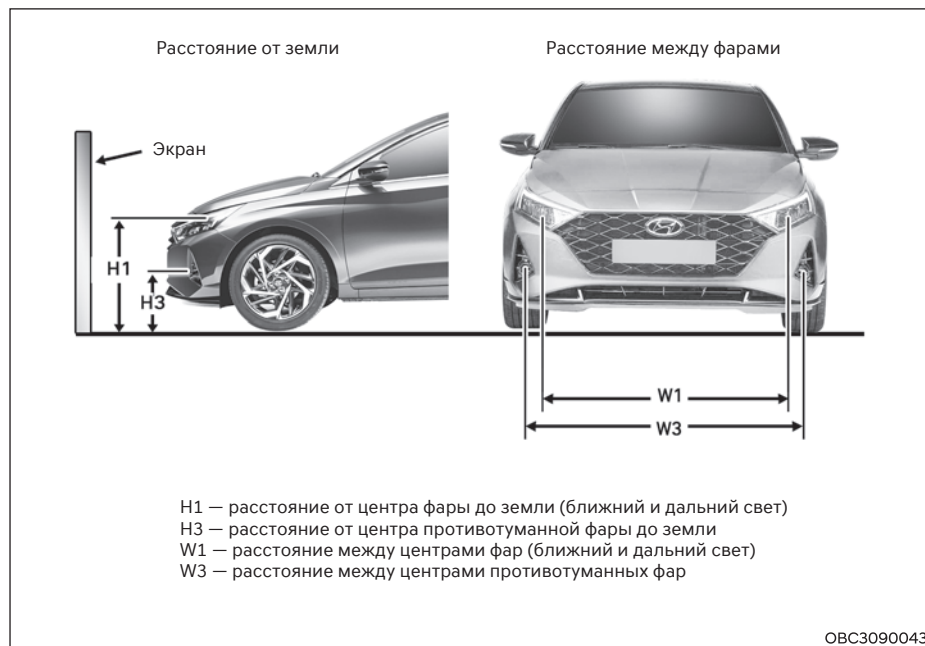 Расстояние от земли
Расстояние между фарами
Экран
H1
H3
W1
W3
H1 — расстояние от центра фары до земли (ближний и дальний свет)
H3 — расстояние от центра противотуманной фары до земли
W1 — расстояние между центрами фар (ближний и дальний свет)
W3 — расстояние между центрами противотуманных фар
OBC3090043